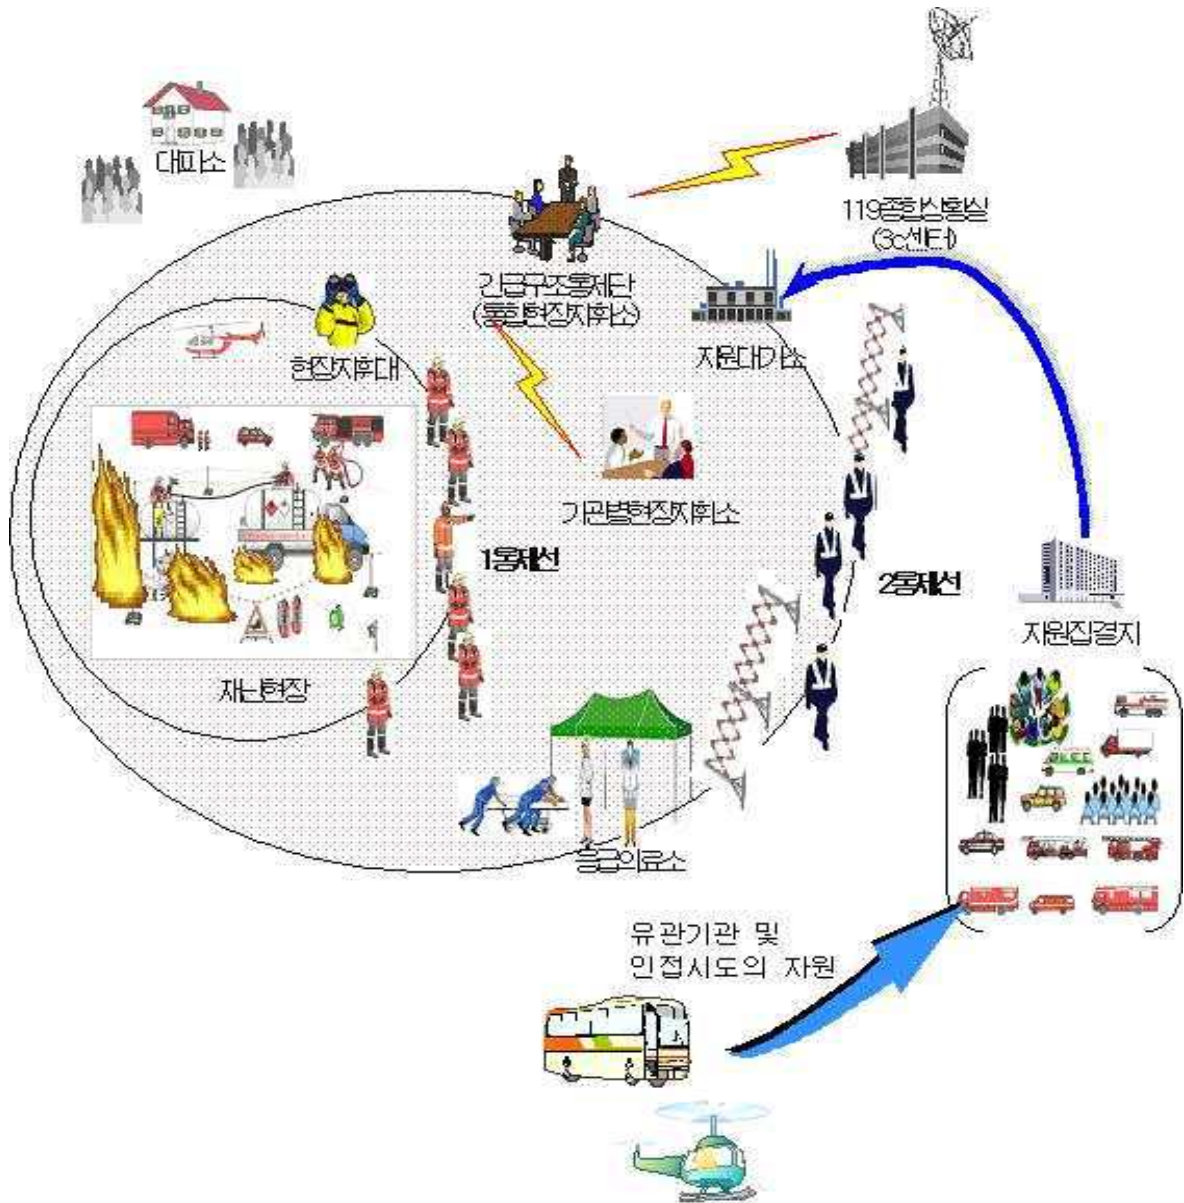 대피소
119종합상황실
(3c센터)
긴급구조통제단
(통합현장지휘소)
자원대기소
현장지휘대
기관별현장지휘소
1통제선
2통제선
자원집결지
재난현장
응급의료소
유관기관 및
인접시도의 자원